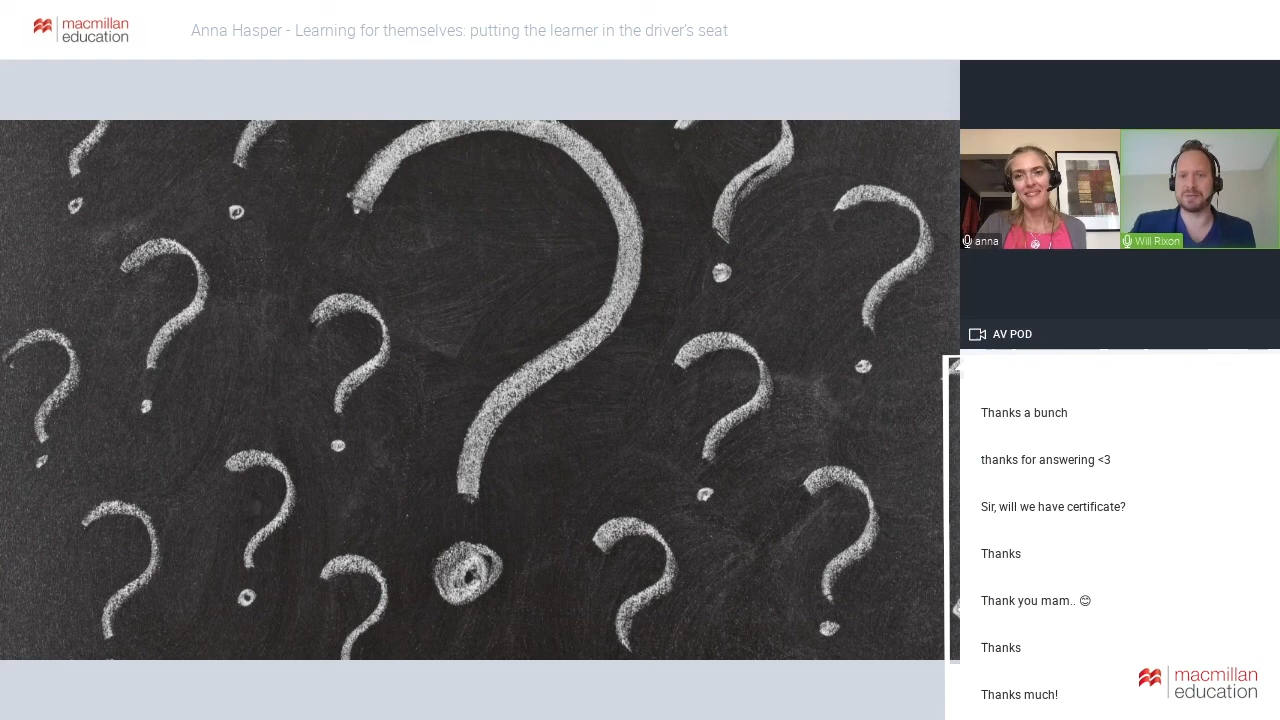 macmillan
education
Anna Hasper - Learning for themselves: putting the learner in the driver's seat
anna
Will Rixon
AV POD
Thanks a bunch
thanks for answering <3
Sir, will we have certificate?
Thanks
Thank you mam.. 😊
Thanks
Thanks much!
macmillan
education